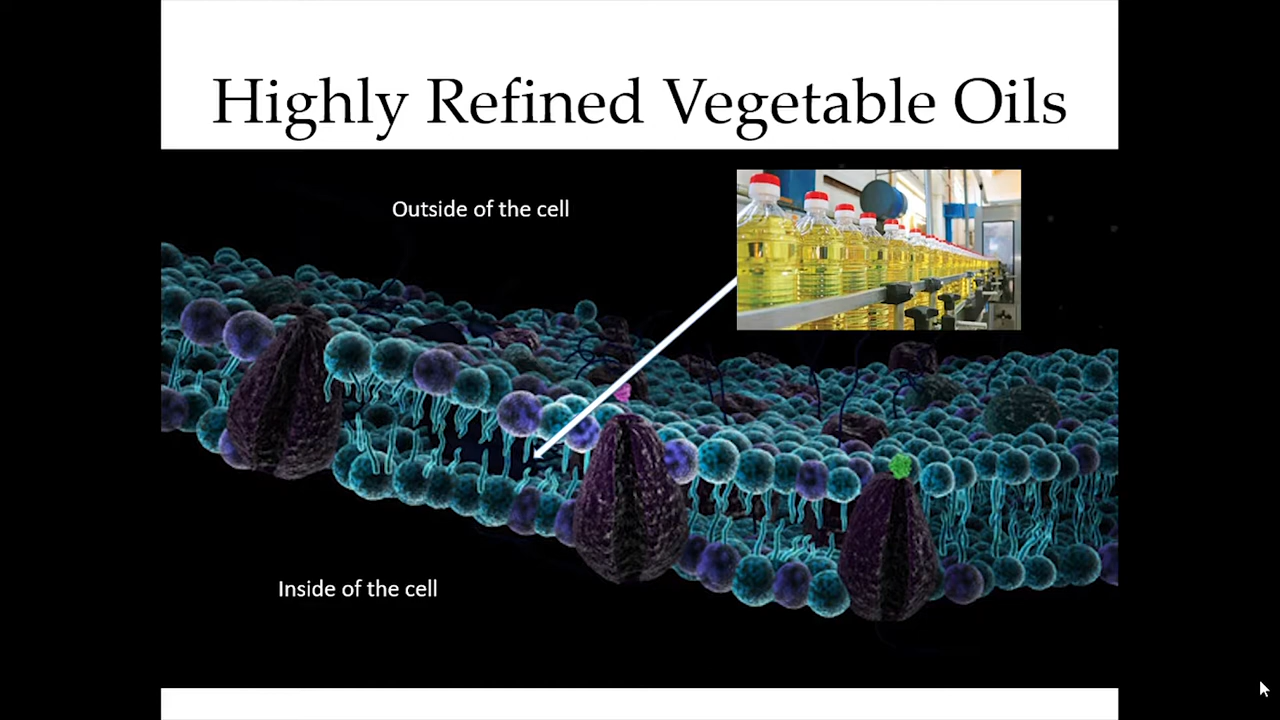 Highly Refined Vegetable Oils
Outside of the cell
Inside of the cell